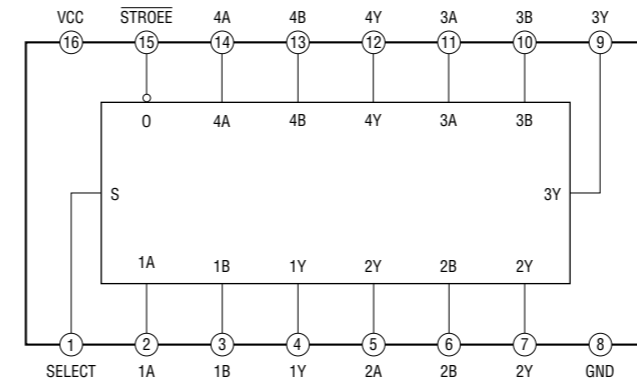 VCC STROEE 4A 4B 4Y 3A 3B 3Y
16 15 14 13 12 11 10 9
O 4A 4B 4Y 3A 3B
S 3Y
1A 1B 1Y 2Y 2B 2Y
1 2 3 4 5 6 7 8
SELECT 1A 1B 1Y 2A 2B 2Y GND